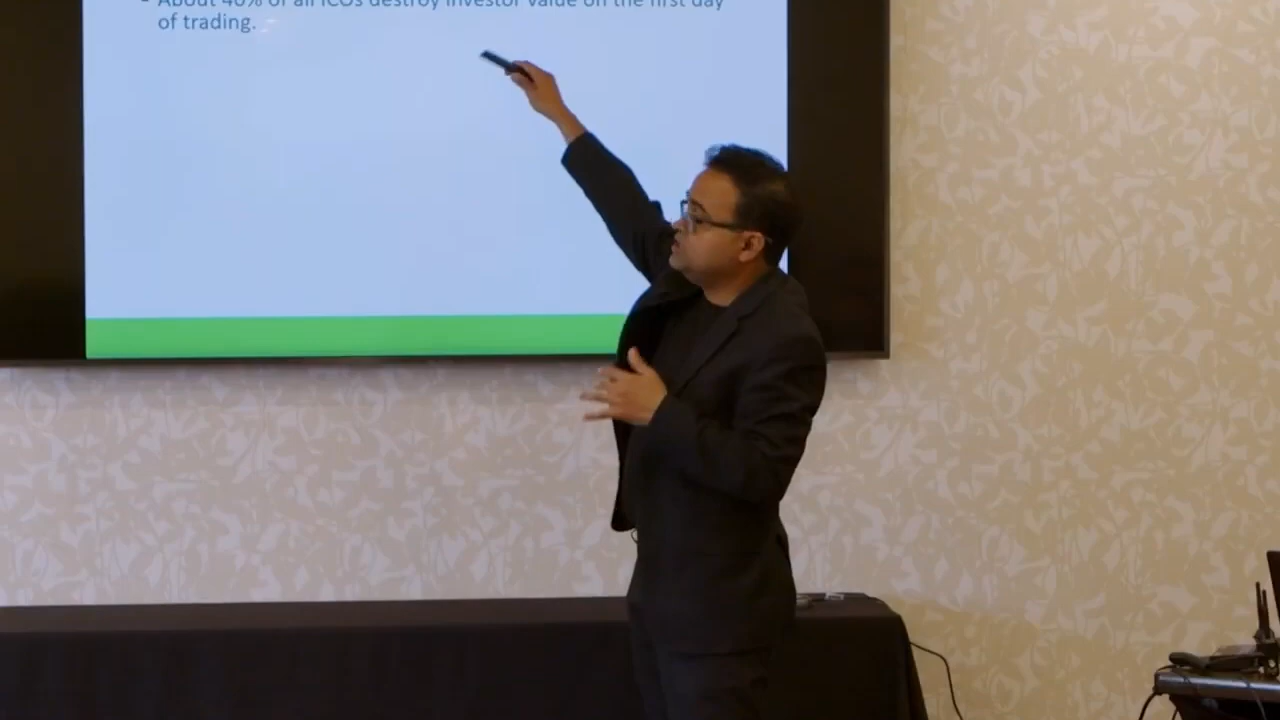 - About 40% of all ICOs destroy investor value on the first day
of trading.